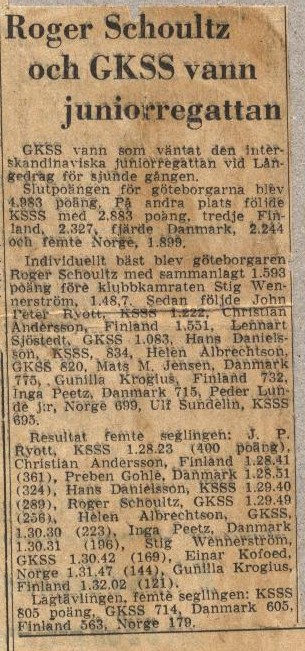 Roger Schoultz
och GKSS vann
juniorregattan
GKSS vann som väntat den inter-
skandinaviska juniorregattan vid Lån-
gedrag för sjunde gången.
Slutpoängen för göteborgarna blev
4.983 poäng. På andra plats följde
KSSS med 2.883 poäng, tredje Fin-
land, 2.327, fjärde Danmark, 2.244
och femte Norge, 1.899.
Individuellt bäst blev göteborgaren
Roger Schoultz med sammanlagt 1.593
poäng före klubbkamraten Stig Wen-
nerström, 1.48,7. Sedan följde John
Peter Ryott, KSSS 1.222, Christian
Andersson, Finland 1.551, Lennart
Sjöstedt, GKSS 1.083, Hans Daniels-
son, KSSS, 834, Helen Albrechtson,
GKSS 820, Mats M. Jensen, Danmark
775, Gunilla Krogius, Finland 732,
Inga Peetz, Danmark 715, Peder Lun-
de jr, Norge 699, Ulf Sundelin, KSSS
695.
Resultat femte seglingen: J. P.
Ryott, KSSS 1.28.23 (400 poäng),
Christian Andersson, Finland 1.28.41
(361), Preben Gohle, Danmark 1.28.51
(324), Hans Danielsson, KSSS 1.29.40
(289), Roger Schoultz, GKSS 1.29.49
(256), Helen Albrechtson, GKSS,
1.30.30 (223), Inga Peetz, Danmark
1.30.31 (196), Stig Wennerström,
GKSS 1.30.42 (169), Einar Kofoed,
Norge 1.31.47 (144), Gunilla Krogius,
Finland 1.32.02 (121).
Lagtävlingen, femte seglingen: KSSS
805 poäng, GKSS 714, Danmark 605,
Finland 563, Norge 179.